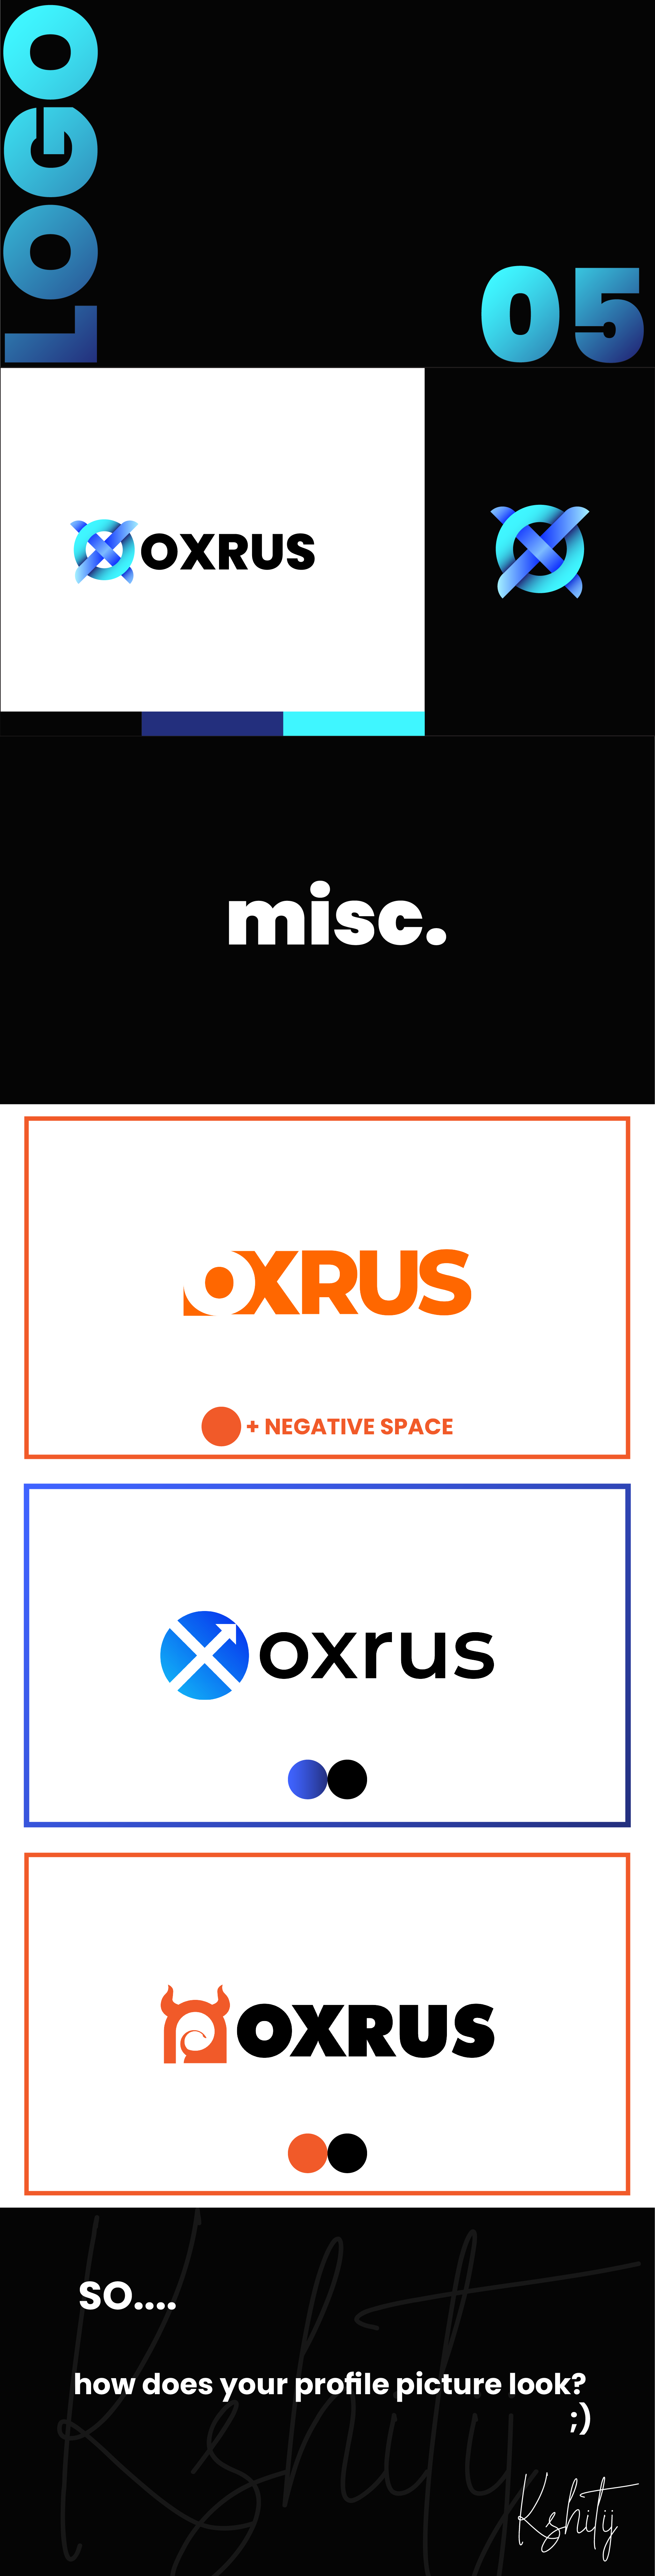 LOGO
05
OXRUS
misc.
OXRUS
+ NEGATIVE SPACE
oxrus
OXRUS
SO....
how does your profile picture look?
;)
Kshitij
Kshitij